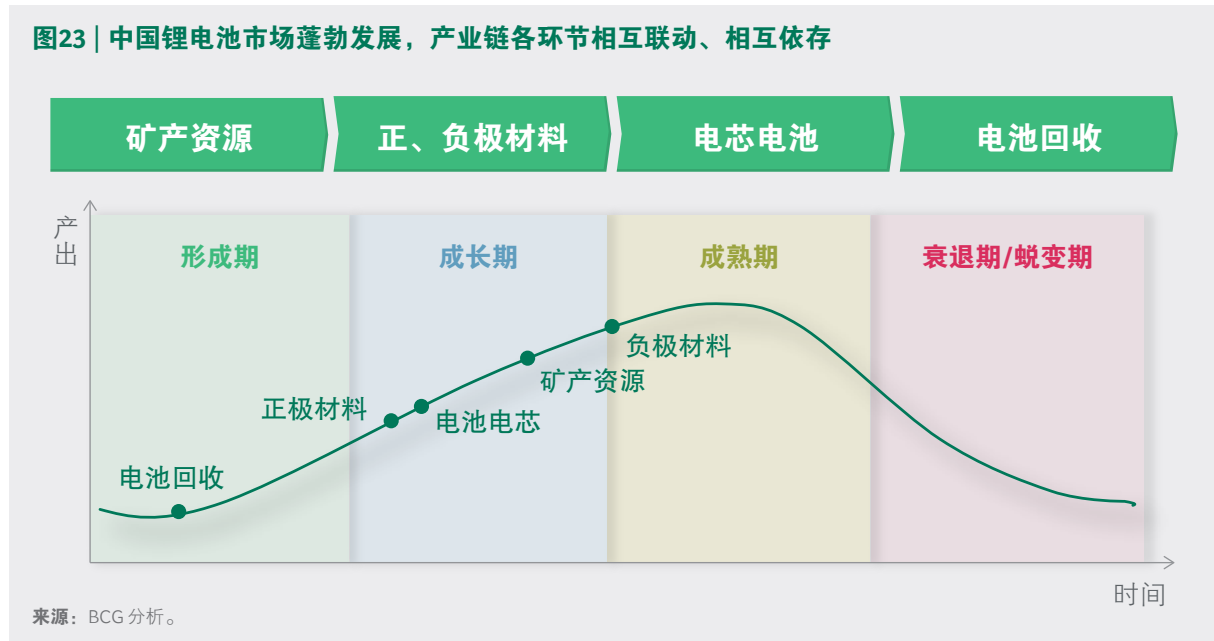 图23 | 中国锂电池市场蓬勃发展，产业链各环节相互联动、相互依存
矿产资源
正、负极材料
电芯电池
电池回收
产出
形成期
成长期
成熟期
衰退期/蜕变期
负极材料
矿产资源
正极材料
电池电芯
电池回收
时间
来源：BCG 分析。